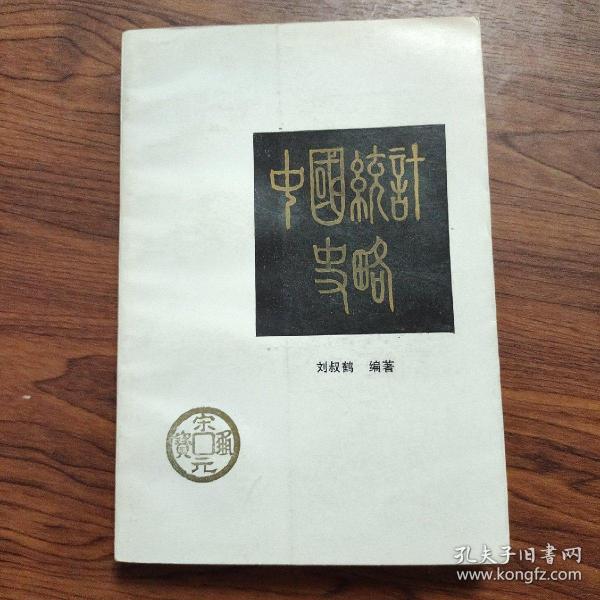 中國統計
史略
刘叔鹤 编著
宋元通寶
孔夫子旧书网
www.kongfz.com